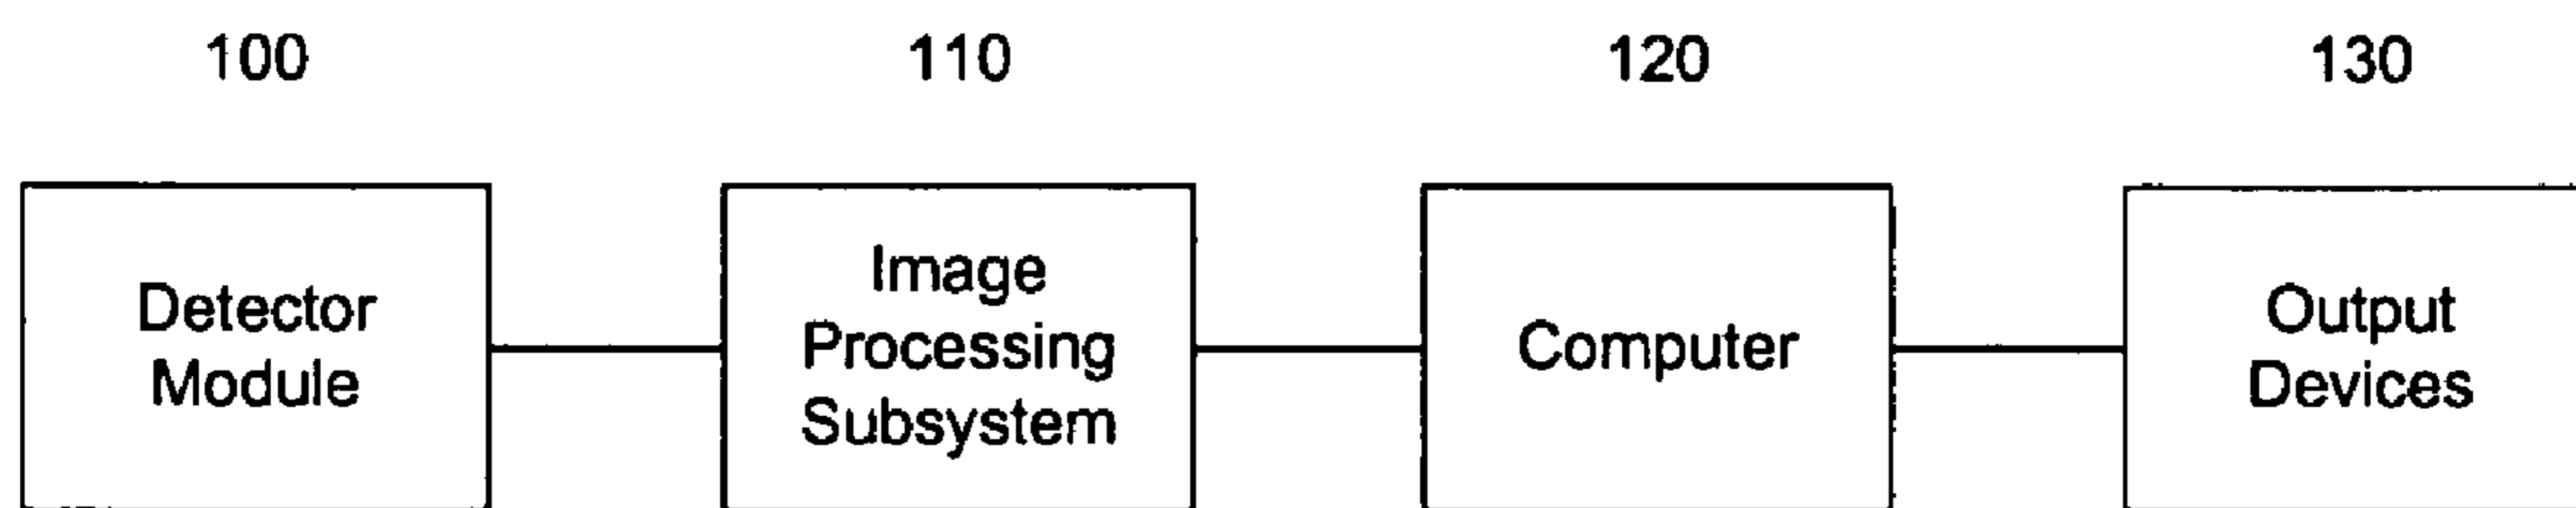 100
110
120
130
Detector
Module
Image
Processing
Subsystem
Computer
Output
Devices